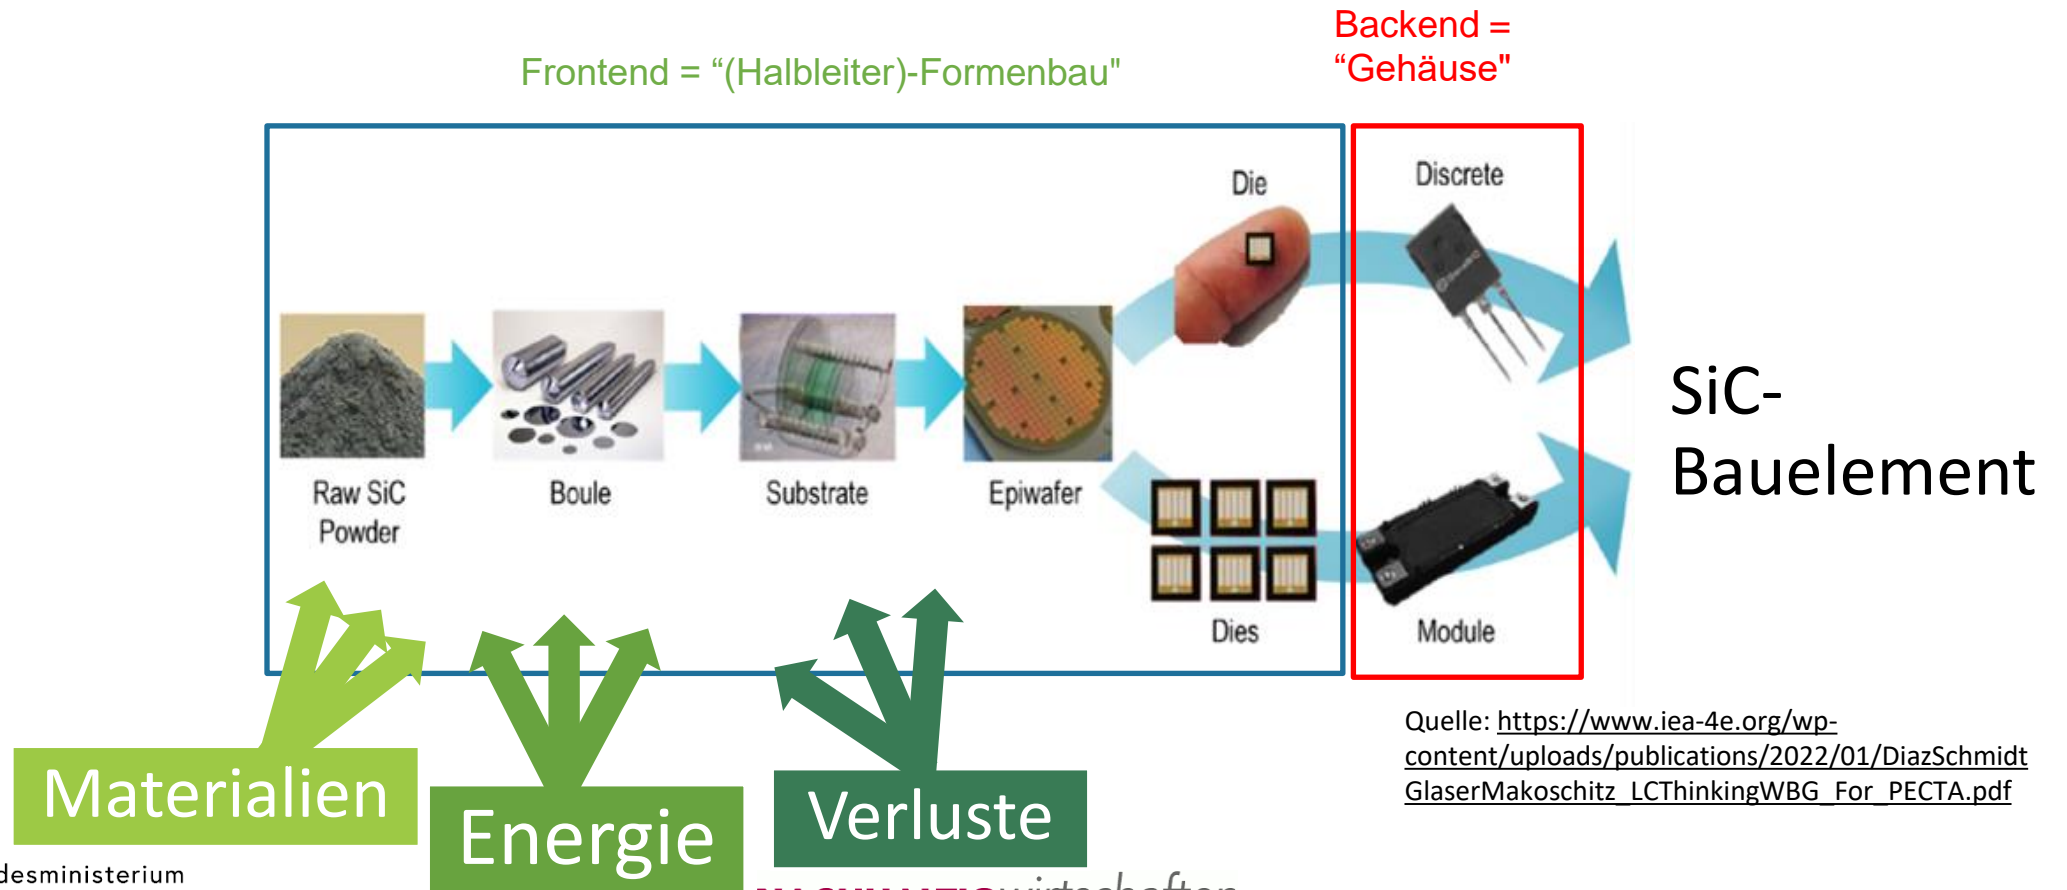 Backend =
“Gehäuse"
Frontend = “(Halbleiter)-Formenbau"
Die
Discrete
Raw SiC
Powder
Boule
Substrate
Epiwafer
Dies
Module
SiC-
Bauelement
Quelle: https://www.iea-4e.org/wp-
content/uploads/publications/2022/01/DiazSchmidt
GlaserMakoschitz_LCThinkingWBG_For_PECTA.pdf
Materialien
Energie
Verluste
desministerium
wirtschaften